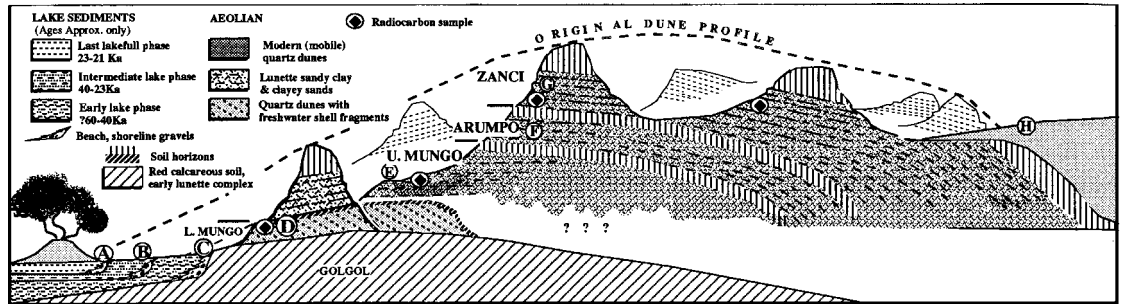 LAKE SEDIMENTS
(Ages Approx. only)
Last lakefull phase
23-21 Ka
Intermediate lake phase
40-23Ka
Early lake phase
?60-40Ka
Beach, shoreline gravels
Soil horizons
Red calcareous soil,
early lunette complex
AEOLIAN
Modern (mobile)
quartz dunes
Lunette sandy clay
& clayey sands
Quartz dunes with
freshwater shell fragments
Radiocarbon sample
ORIGINAL DUNE PROFILE
ZANCI
G
ARUMPO
F
U. MUNGO
E
H
L. MUNGO
D
A
B
C
? ? ?
GOLGOL